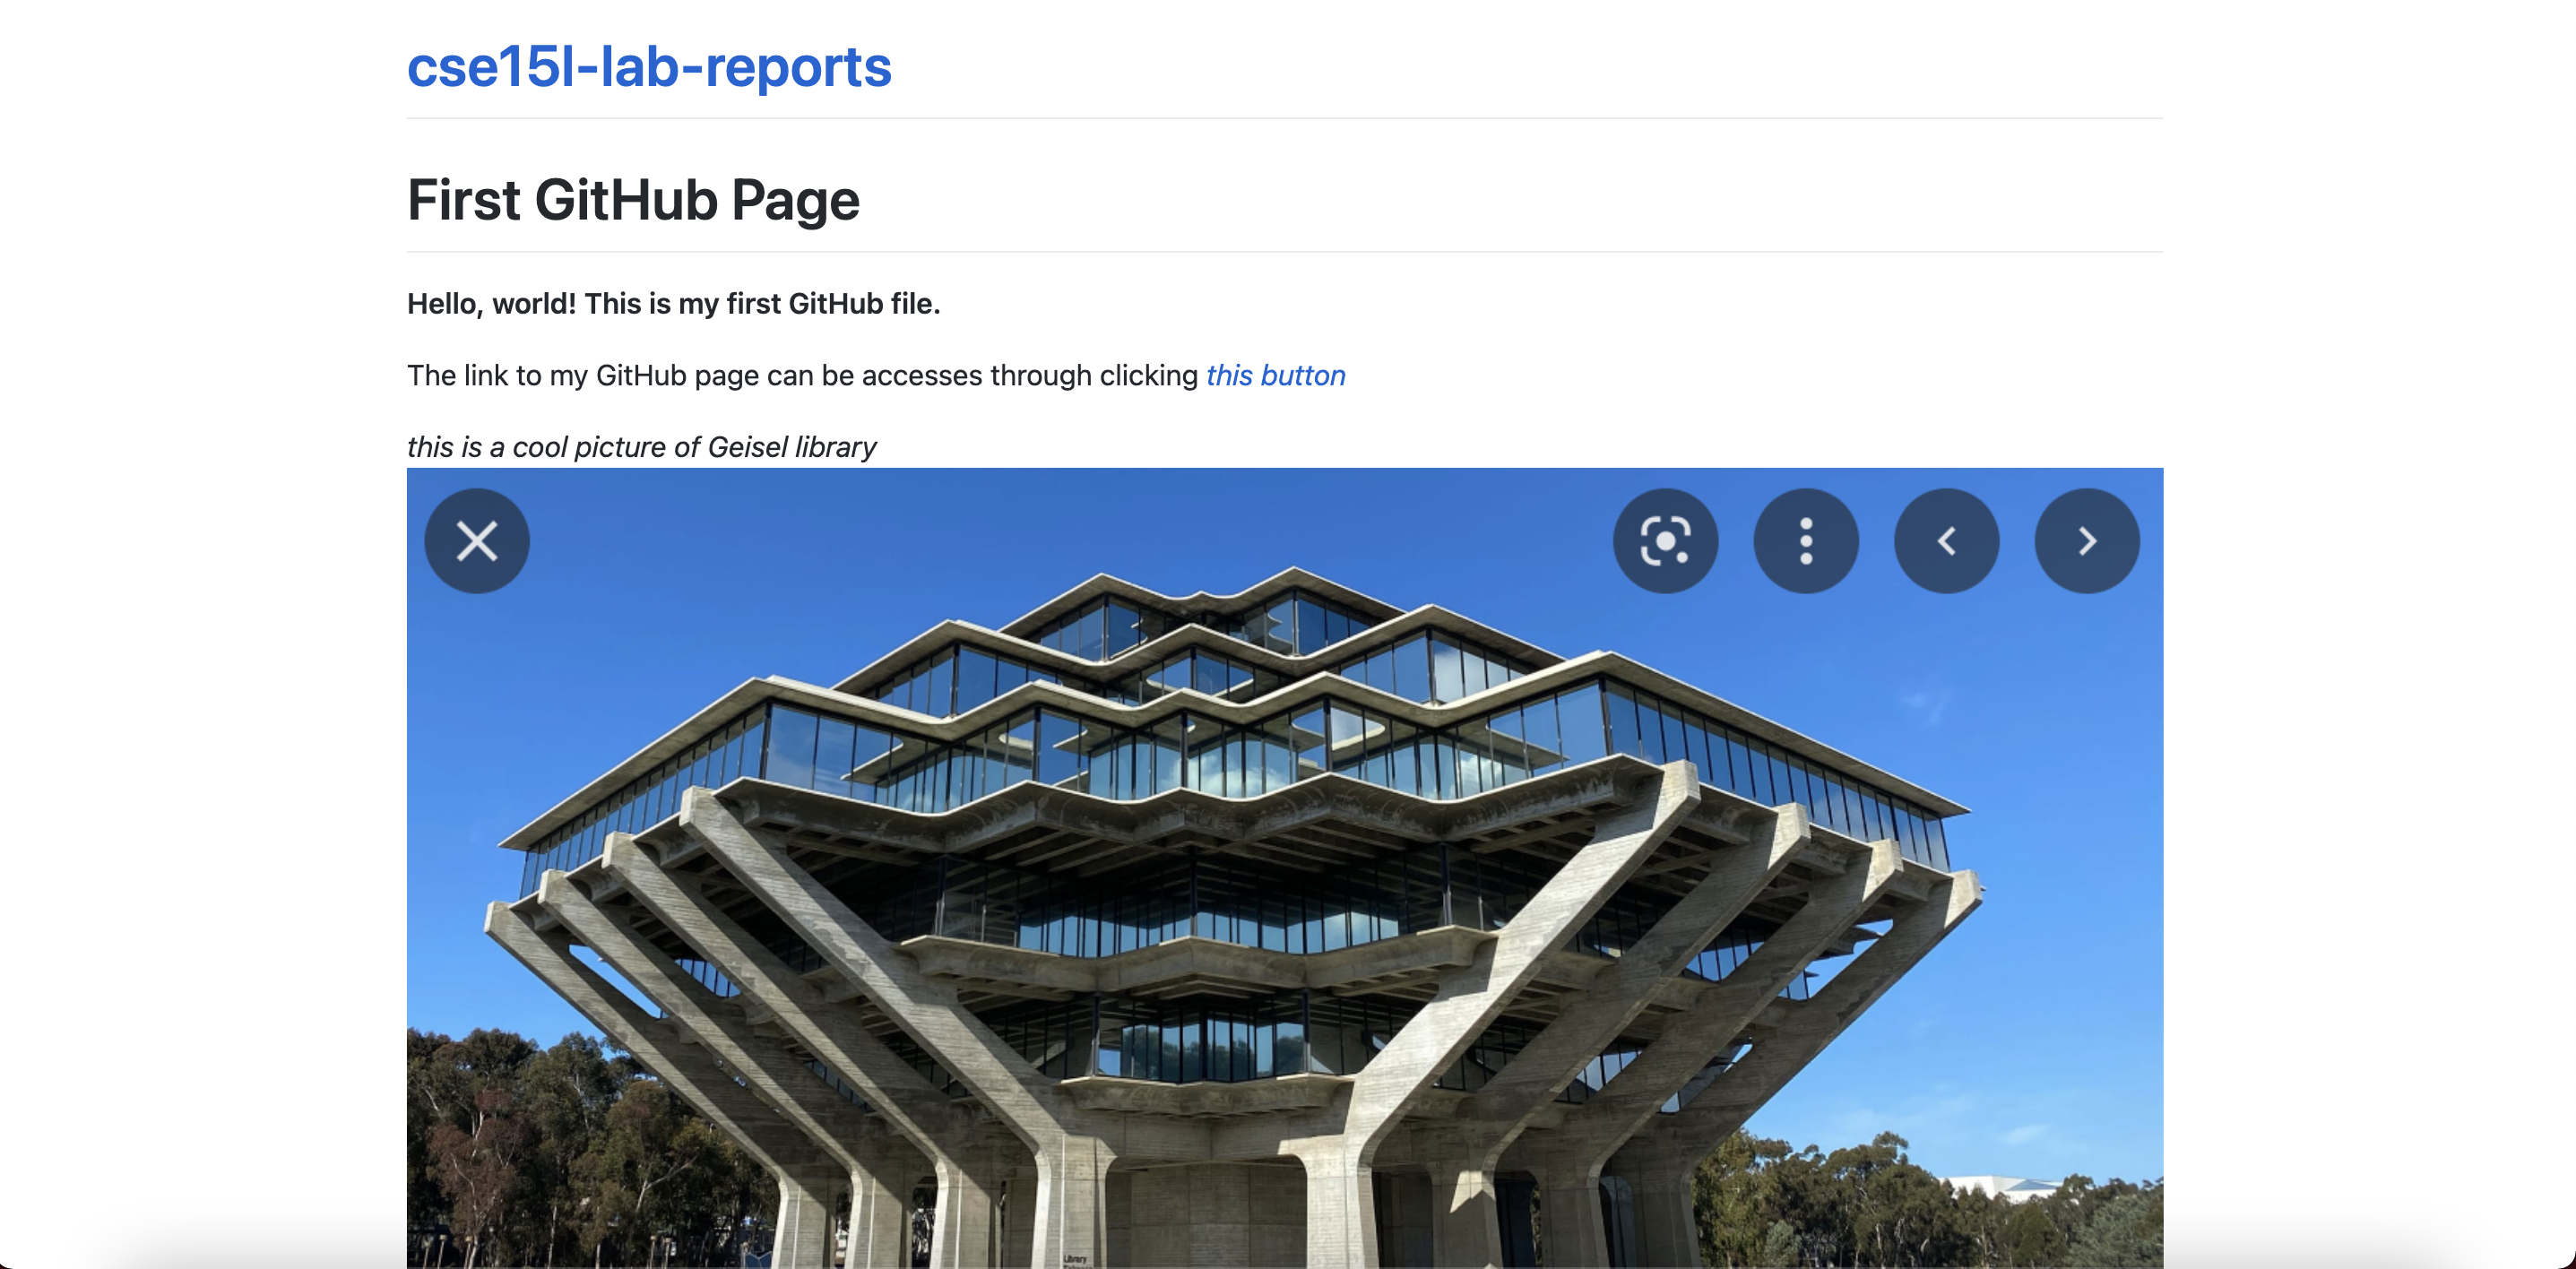 cse15l-lab-reports
First GitHub Page
Hello, world! This is my first GitHub file.
The link to my GitHub page can be accesses through clicking this button
this is a cool picture of Geisel library
Library